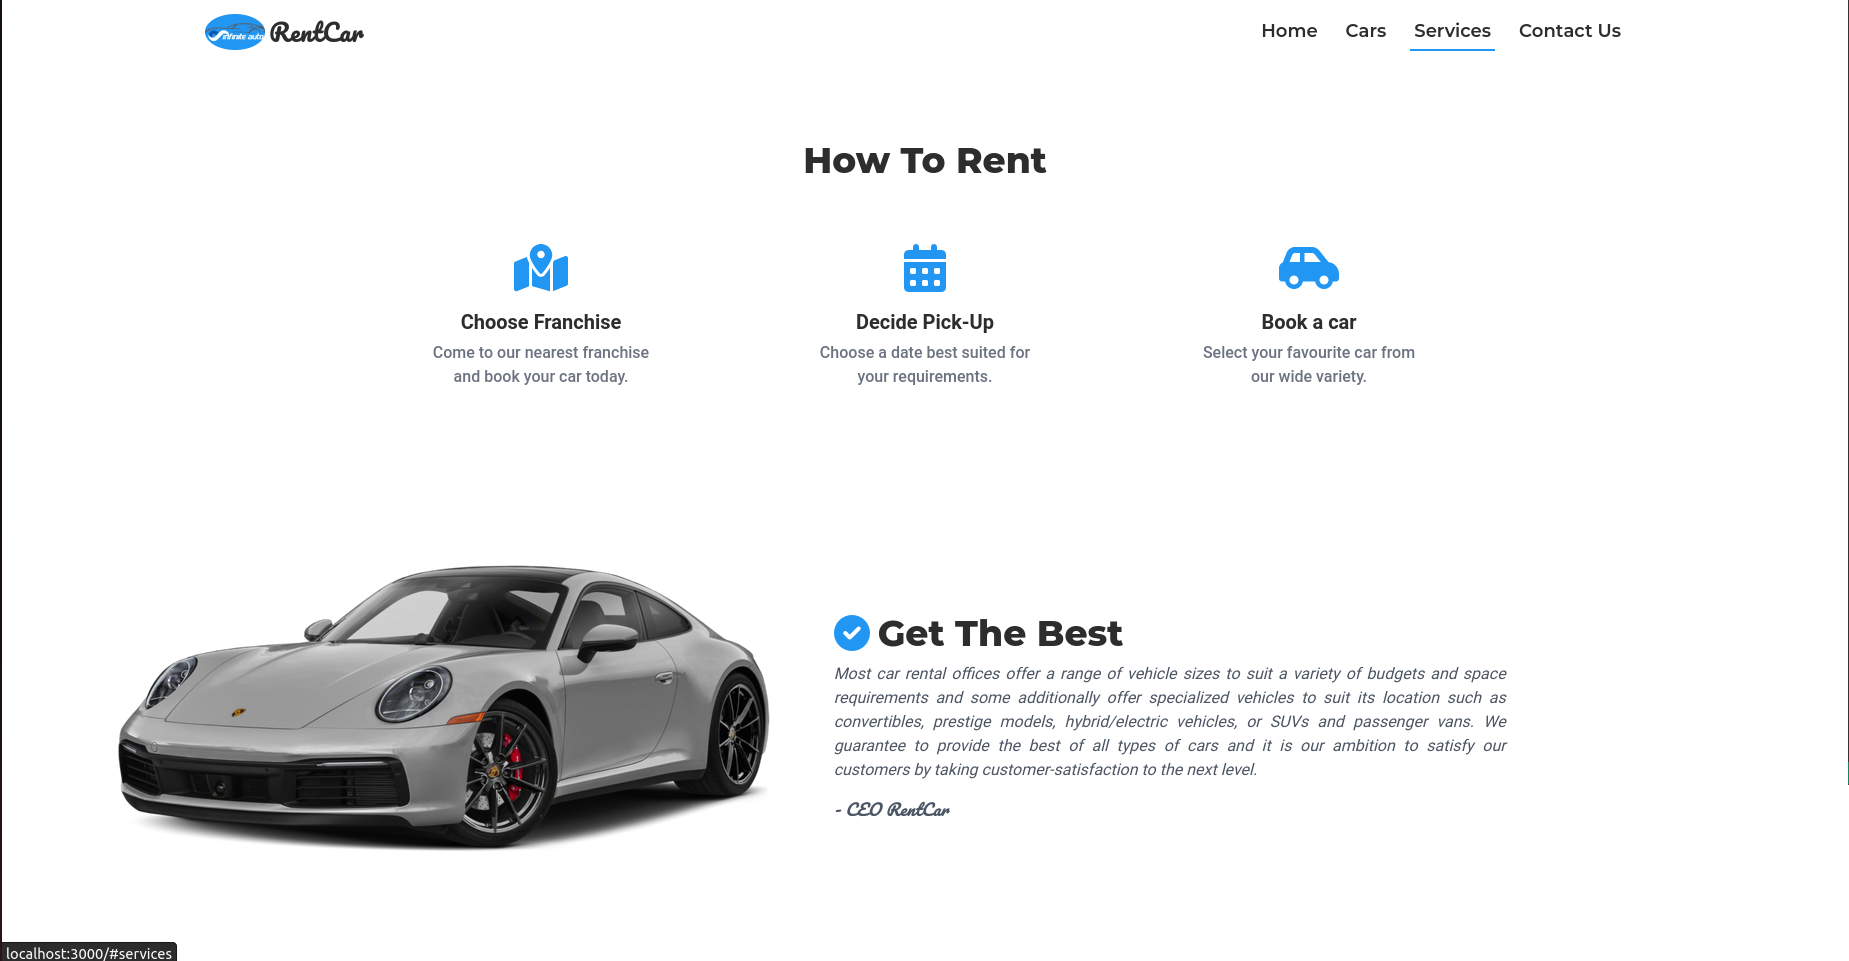 infinite auto RentCar Home Cars Services Contact Us
How To Rent
Choose Franchise
Come to our nearest franchise
and book your car today.
Decide Pick-Up
Choose a date best suited for
your requirements.
Book a car
Select your favourite car from
our wide variety.
Get The Best
Most car rental offices offer a range of vehicle sizes to suit a variety of budgets and space
requirements and some additionally offer specialized vehicles to suit its location such as
convertibles, prestige models, hybrid/electric vehicles, or SUVs and passenger vans. We
guarantee to provide the best of all types of cars and it is our ambition to satisfy our
customers by taking customer-satisfaction to the next level.
- CEO RentCar
localhost:3000/#services